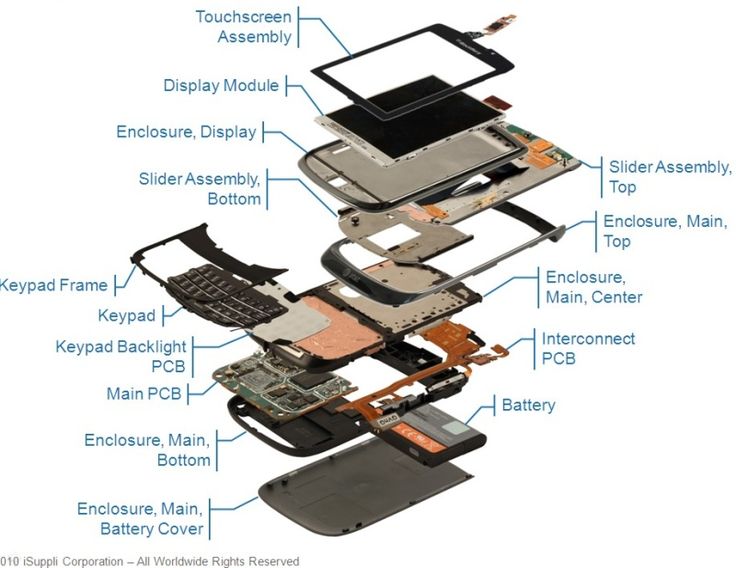 Touchscreen
Assembly
Display Module
Enclosure, Display
Slider Assembly,
Bottom
Slider Assembly,
Top
Enclosure, Main,
Top
Keypad Frame
Keypad
Enclosure,
Main, Center
Keypad Backlight
PCB
Interconnect
PCB
Main PCB
Battery
Enclosure, Main,
Bottom
Enclosure, Main,
Battery Cover
010 iSuppli Corporation – All Worldwide Rights Reserved